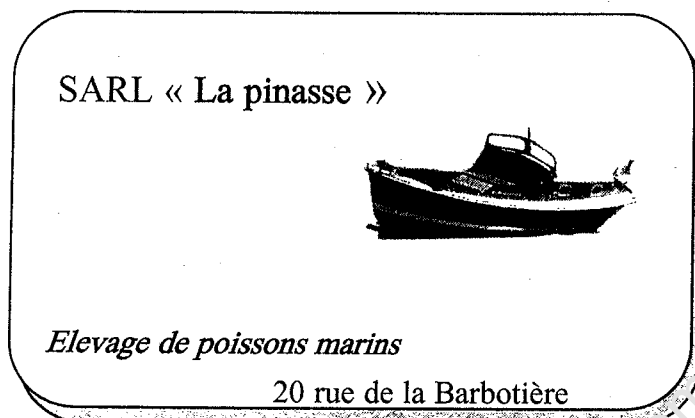 SARL « La pinasse »
Elevage de poissons marins
20 rue de la Barbotière